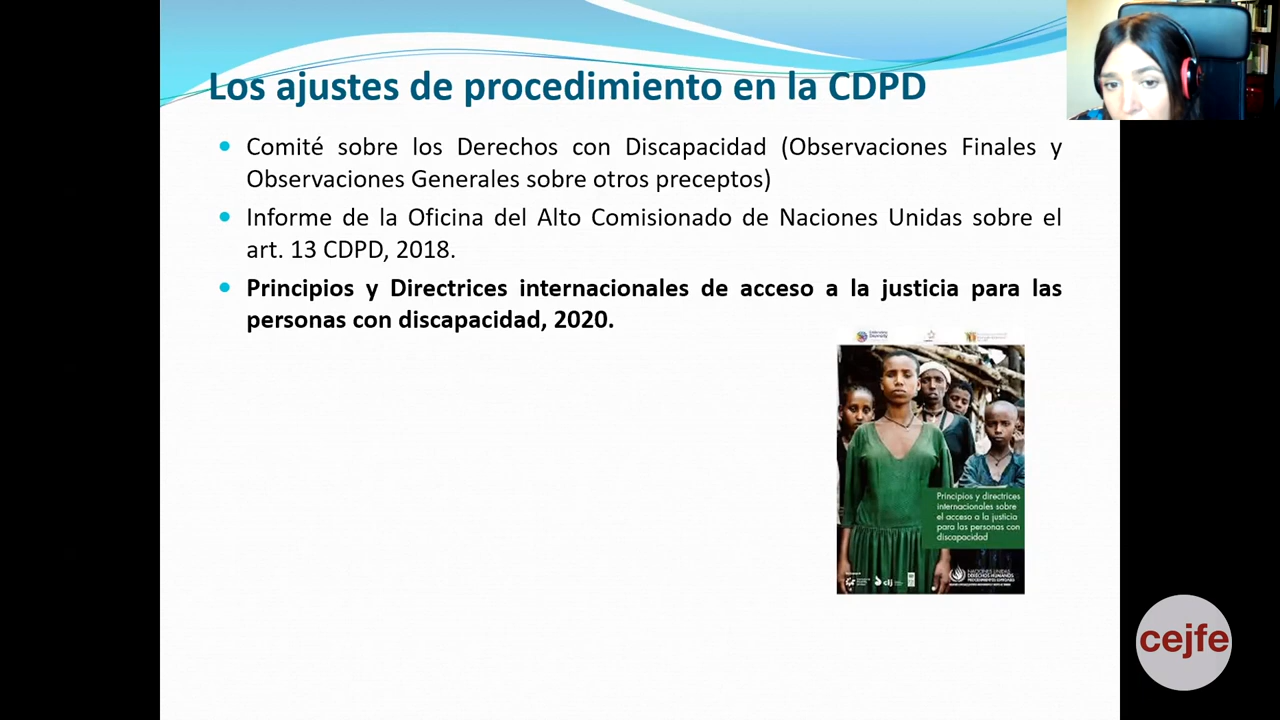 Los ajustes de procedimiento en la CDPD
Comité sobre los Derechos con Discapacidad (Observaciones Finales y
Observaciones Generales sobre otros preceptos)
Informe de la Oficina del Alto Comisionado de Naciones Unidas sobre el
art. 13 CDPD, 2018.
Principios y Directrices internacionales de acceso a la justicia para las
personas con discapacidad, 2020.
Principios y directrices
internacionales sobre
el acceso a la justicia
para las personas con
discapacidad
NACIONES UNIDAS
DERECHOS HUMANOS
PROCEDIMIENTOS ESPECIALES
cij
cejfe